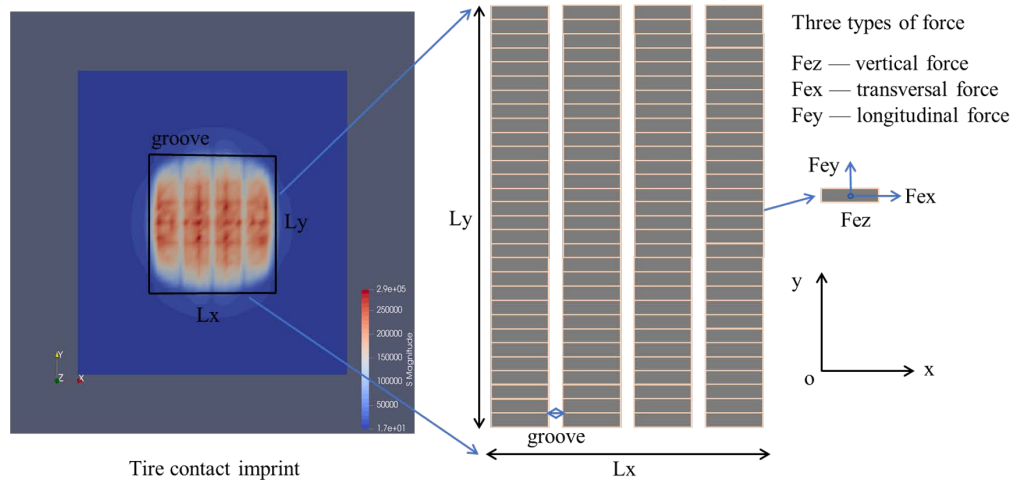 groove
Ly
Lx
2.9e+05
250000
200000
150000
100000
50000
1.7e+01
S Magnitude
Y
Z
X
Tire contact imprint
Ly
groove
Lx
Three types of force
Fez — vertical force
Fex — transversal force
Fey — longitudinal force
Fey
Fex
Fez
y
o
x